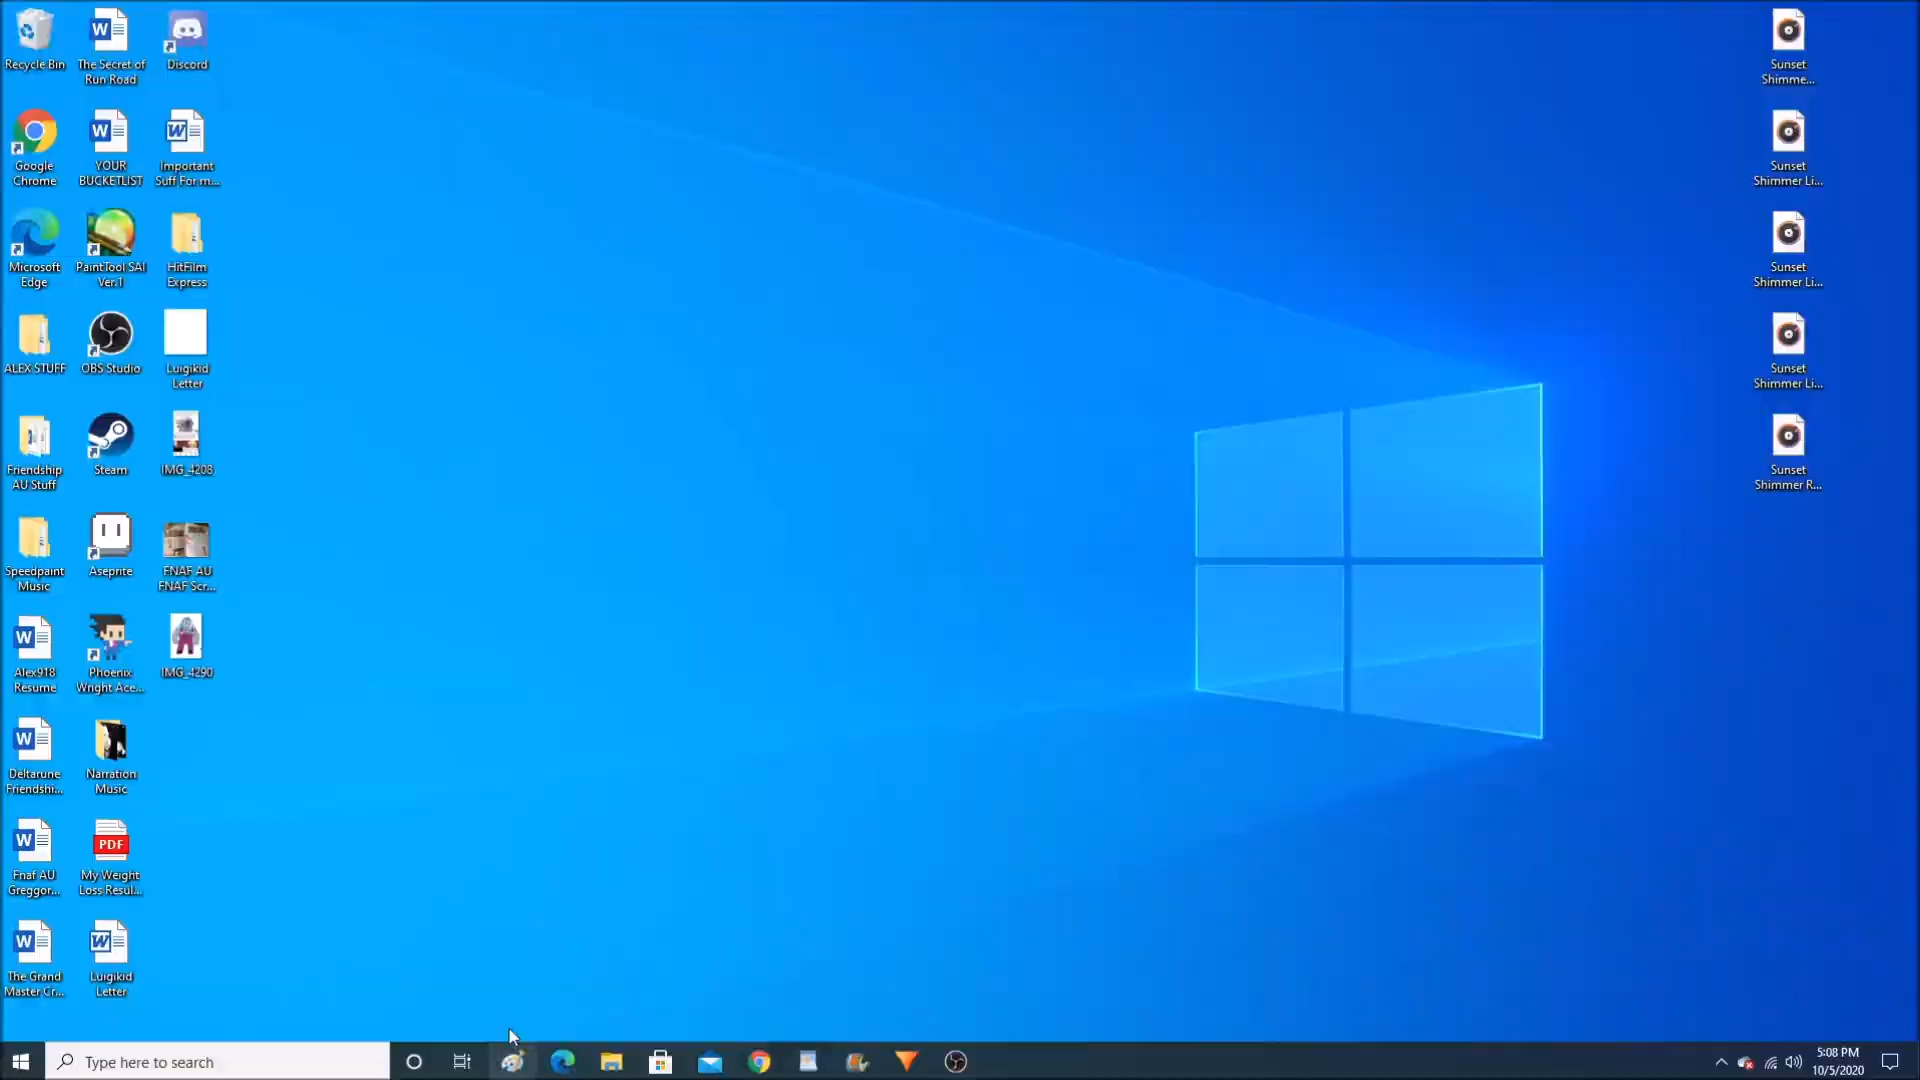 Recycle Bin
The Secret of
Run Road
Discord
Google
Chrome
YOUR
BUCKETLIST
Important
Suff For m...
Microsoft
Edge
PaintTool SAI
Ver.1
HitFilm
Express
ALEX STUFF
OBS Studio
Luigikid
Letter
Friendship
AU Stuff
Steam
IMG_4208
Speedpaint
Music
Aseprite
FNAF AU
FNAF Scr...
Alex918
Resume
Phoenix
Wright Ace...
IMG_4290
Deltarune
Friendshi...
Narration
Music
Fnaf AU
Greggor...
PDF
My Weight
Loss Resul...
The Grand
Master Cr...
Luigikid
Letter
Sunset
Shimme...
Sunset
Shimmer Li...
Sunset
Shimmer Li...
Sunset
Shimmer Li...
Sunset
Shimmer R...
Type here to search
5:08 PM
10/5/2020